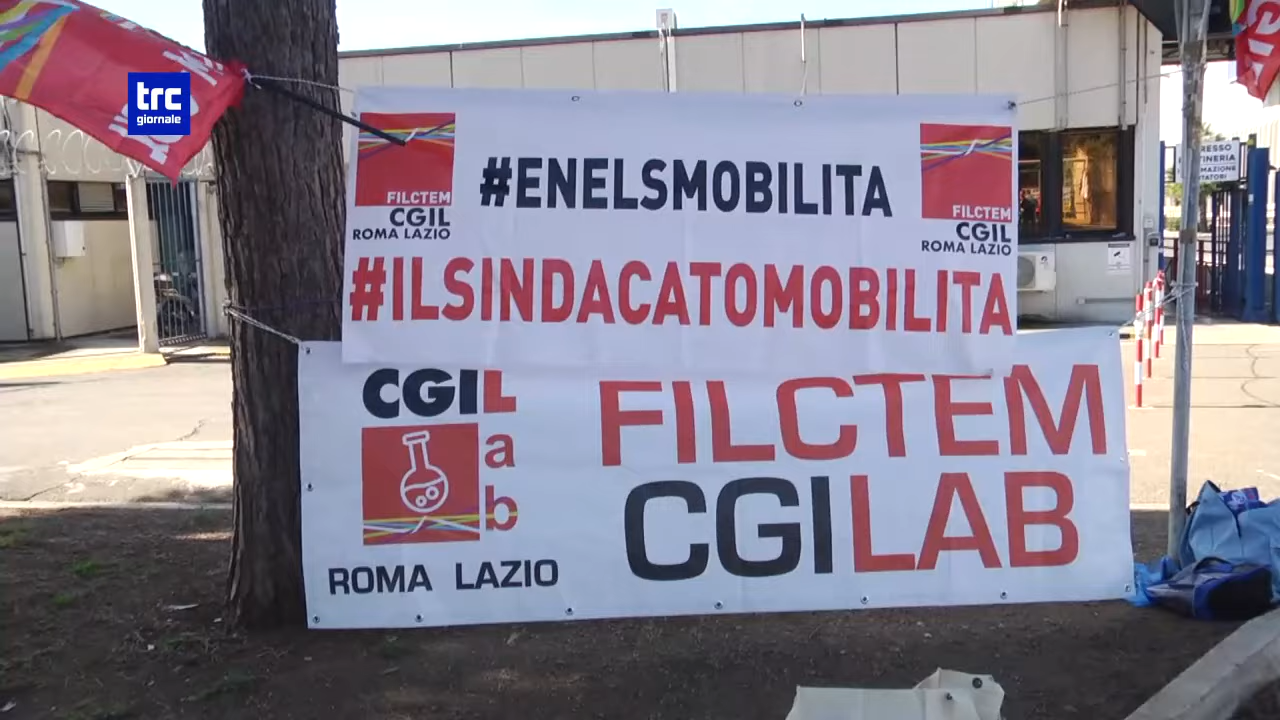 trc
giornale
#ENELSMOBILITA
FILCTEM
CGIL
ROMA LAZIO
FILCTEM
CGIL
ROMA LAZIO
#ILSINDACATOMOBILITA
CGIL
a
b
ROMA LAZIO
FILCTEM
CGILAB